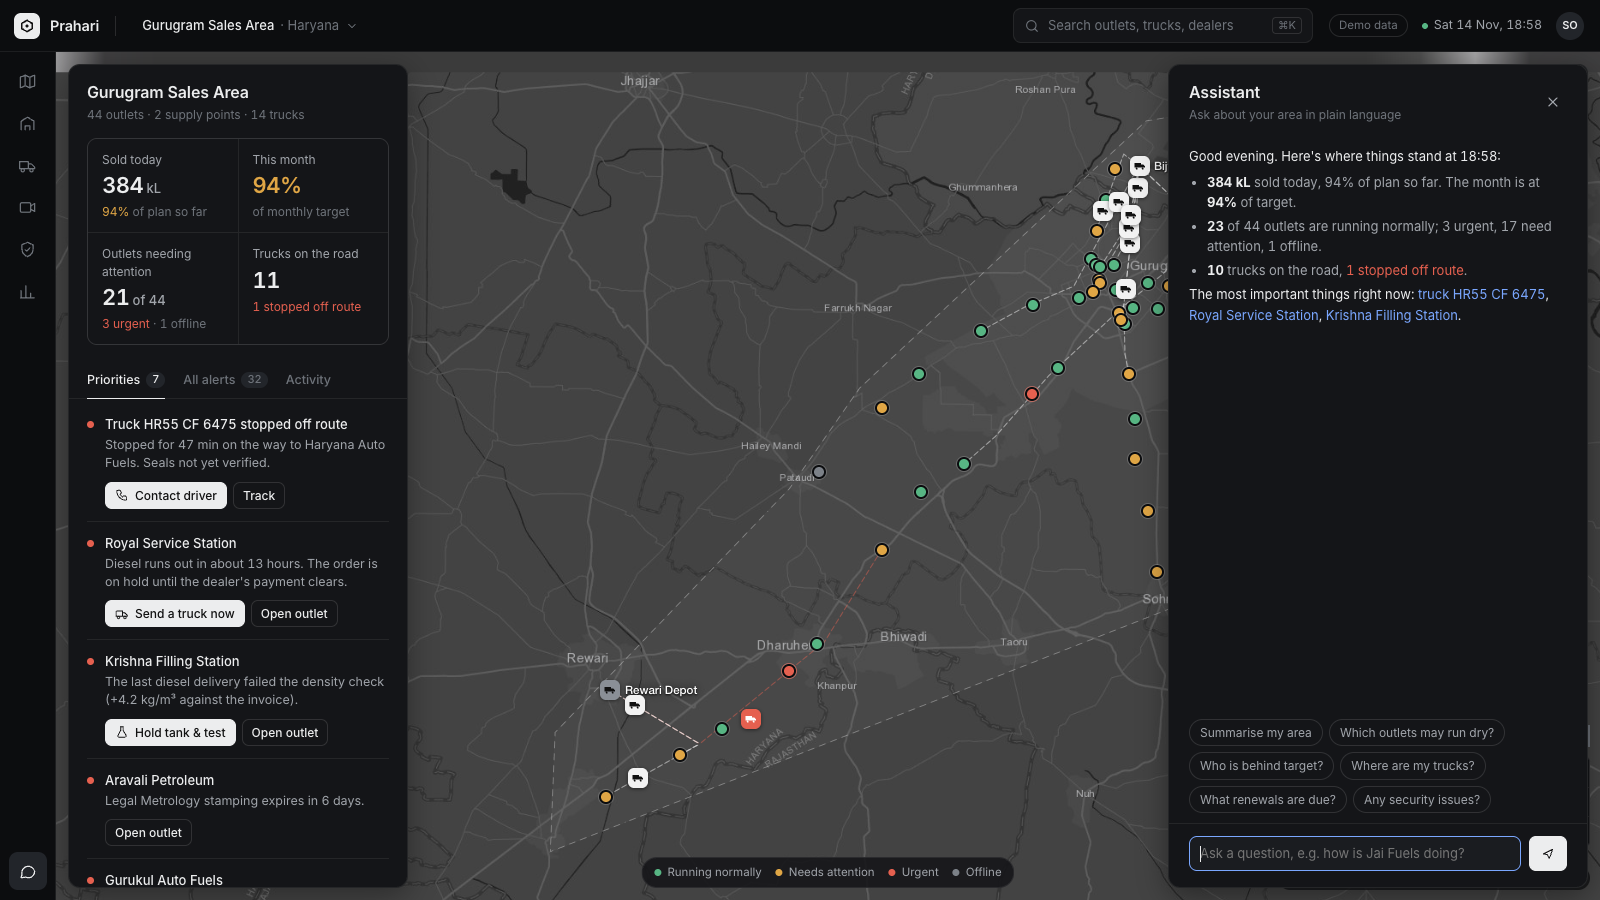 Prahari
Gurugram Sales Area · Haryana
Search outlets, trucks, dealers
⌘K
Demo data
Sat 14 Nov, 18:58
SO
Gurugram Sales Area
44 outlets · 2 supply points · 14 trucks
Sold today
384 kL
94% of plan so far
This month
94%
of monthly target
Outlets needing
attention
21 of 44
3 urgent · 1 offline
Trucks on the road
11
1 stopped off route
Priorities 7
All alerts 32
Activity
Truck HR55 CF 6475 stopped off route
Stopped for 47 min on the way to Haryana Auto
Fuels. Seals not yet verified.
Contact driver
Track
Royal Service Station
Diesel runs out in about 13 hours. The order is
on hold until the dealer's payment clears.
Send a truck now
Open outlet
Krishna Filling Station
The last diesel delivery failed the density check
(+4.2 kg/m³ against the invoice).
Hold tank & test
Open outlet
Aravali Petroleum
Legal Metrology stamping expires in 6 days.
Open outlet
Gurukul Auto Fuels
Jhajjar
Roshan Pura
Ghummanhera
Bij
Gurug
Farrukh Nagar
Hailey Mandi
Pataudi
Sohn
Dharuhe
Bhiwadi
Taoru
Rewari
Khanpur
Rewari Depot
HARYANA
RAJASTHAN
Nuh
Running normally
Needs attention
Urgent
Offline
Assistant
Ask about your area in plain language
Good evening. Here's where things stand at 18:58:
• 384 kL sold today, 94% of plan so far. The month is at
94% of target.
• 23 of 44 outlets are running normally; 3 urgent, 17 need
attention, 1 offline.
• 10 trucks on the road, 1 stopped off route.
The most important things right now: truck HR55 CF 6475,
Royal Service Station, Krishna Filling Station.
Summarise my area
Which outlets may run dry?
Who is behind target?
Where are my trucks?
What renewals are due?
Any security issues?
Ask a question, e.g. how is Jai Fuels doing?